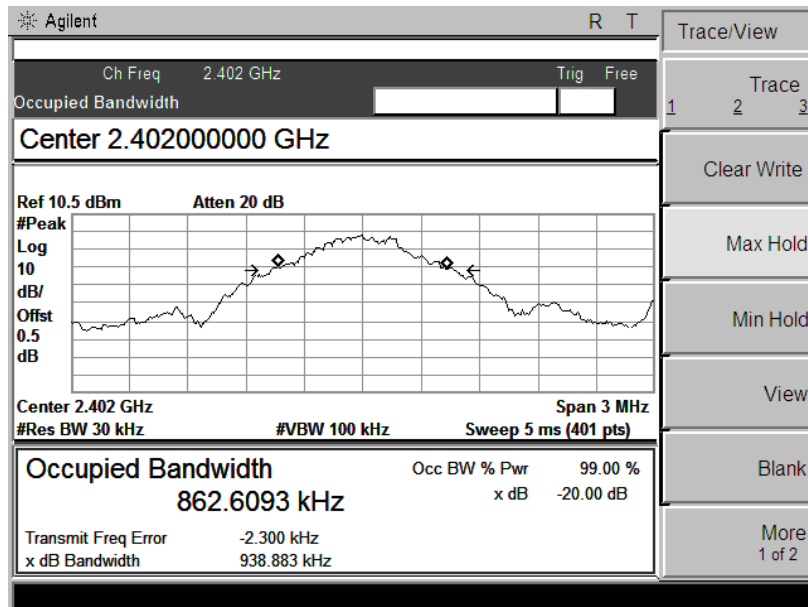 Agilent R T
Ch Freq 2.402 GHz Trig Free
Occupied Bandwidth
Center 2.402000000 GHz
Ref 10.5 dBm Atten 20 dB
#Peak
Log
10
dB/
Offst
0.5
dB
Center 2.402 GHz Span 3 MHz
#Res BW 30 kHz #VBW 100 kHz Sweep 5 ms (401 pts)
Occupied Bandwidth Occ BW % Pwr 99.00 %
862.6093 kHz x dB -20.00 dB
Transmit Freq Error -2.300 kHz
x dB Bandwidth 938.883 kHz
Trace/View
Trace
1 2 3
Clear Write
Max Hold
Min Hold
View
Blank
More
1 of 2